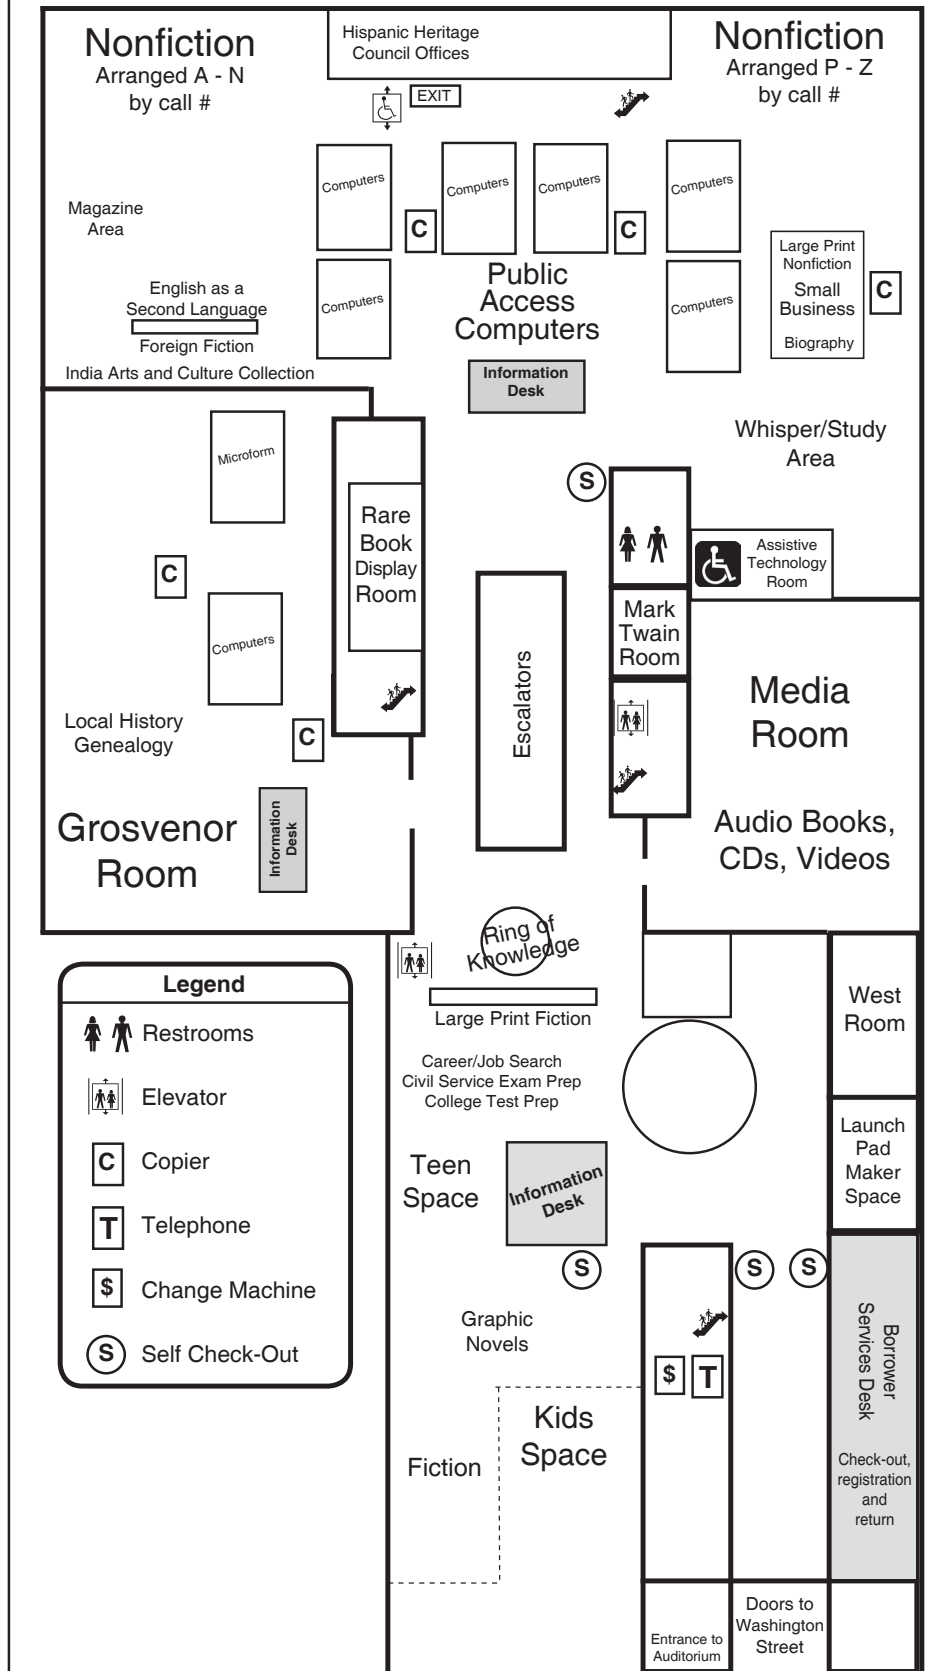 Nonfiction
Arranged A - N
by call #
Hispanic Heritage
Council Offices
Nonfiction
Arranged P - Z
by call #
EXIT
Computers
Computers
Computers
Computers
Magazine
Area
C
C
Large Print
Nonfiction
Small
Business
Biography
C
Public
Access
Computers
English as a
Second Language
Foreign Fiction
India Arts and Culture Collection
Computers
Computers
Information
Desk
Whisper/Study
Area
Microform
S
Rare
Book
Display
Room
Assistive
Technology
Room
C
Mark
Twain
Room
Computers
Escalators
Media
Room
Local History
Genealogy
C
Grosvenor
Room
Information
Desk
Audio Books,
CDs, Videos
Ring of
Knowledge
Large Print Fiction
West
Room
Legend
Restrooms
Elevator
C
Copier
T
Telephone
$
Change Machine
S
Self Check-Out
Career/Job Search
Civil Service Exam Prep
College Test Prep
Launch
Pad
Maker
Space
Teen
Space
Information
Desk
S
S
S
Graphic
Novels
Borrower
Services Desk
Check-out,
registration
and
return
$
T
Kids
Space
Fiction
Entrance to
Auditorium
Doors to
Washington
Street